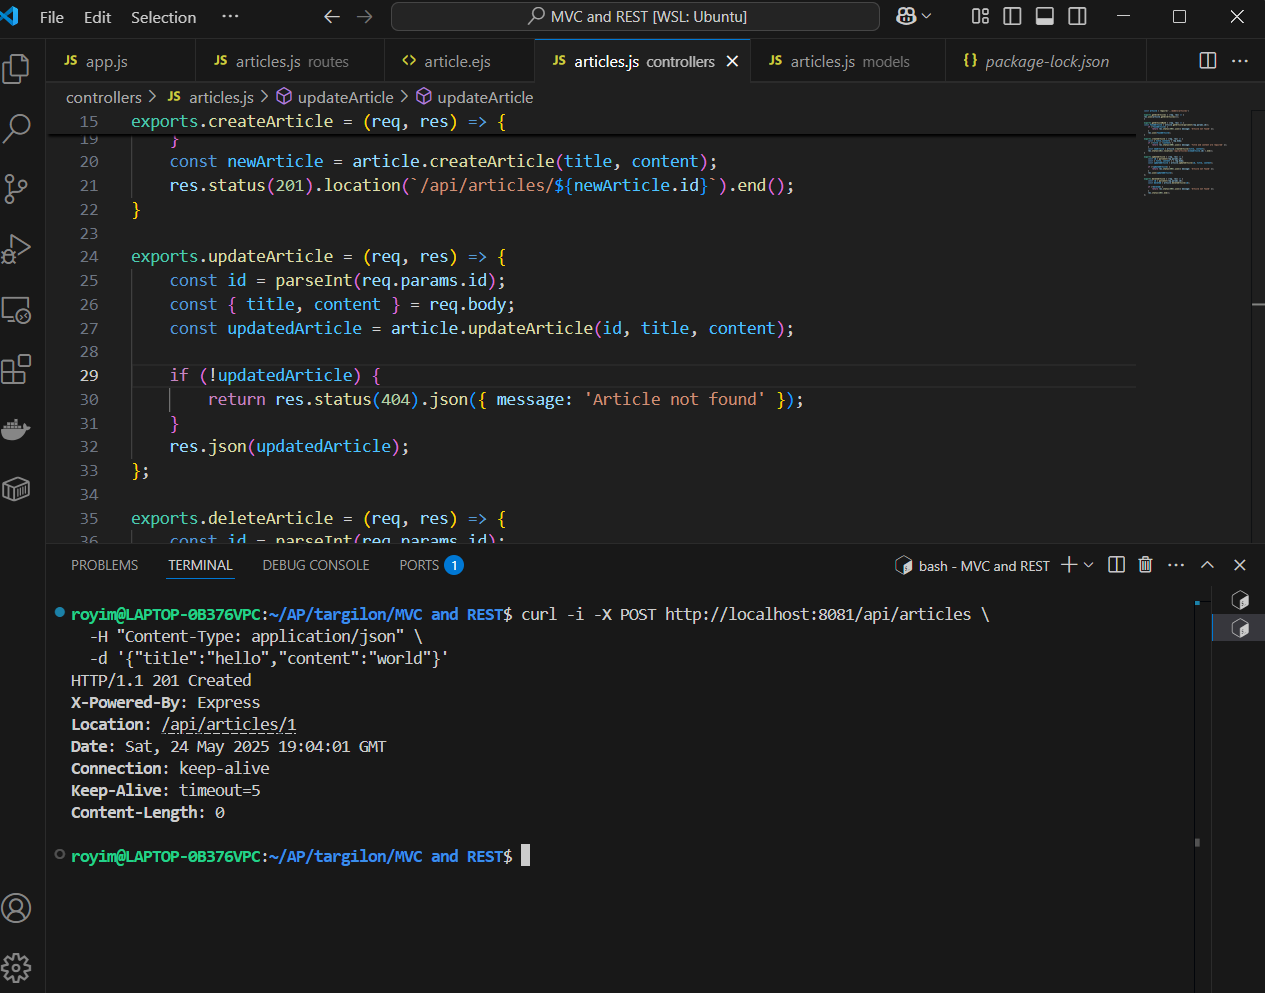 File Edit Selection ··· MVC and REST [WSL: Ubuntu]
JS app.js JS articles.js routes <> article.ejs JS articles.js controllers JS articles.js models {} package-lock.json ···
controllers > JS articles.js > updateArticle > updateArticle
15 exports.createArticle = (req, res) => {
19 }
20 const newArticle = article.createArticle(title, content);
21 res.status(201).location(`/api/articles/${newArticle.id}`).end();
22 }
23
24 exports.updateArticle = (req, res) => {
25 const id = parseInt(req.params.id);
26 const { title, content } = req.body;
27 const updatedArticle = article.updateArticle(id, title, content);
28
29 if (!updatedArticle) {
30 return res.status(404).json({ message: 'Article not found' });
31 }
32 res.json(updatedArticle);
33 };
34
35 exports.deleteArticle = (req, res) => {
36 const id = parseInt(req.params.id);
PROBLEMS TERMINAL DEBUG CONSOLE PORTS 1 bash - MVC and REST ···
royim@LAPTOP-0B376VPC:~/AP/targilon/MVC and REST$ curl -i -X POST http://localhost:8081/api/articles \
-H "Content-Type: application/json" \
-d '{"title":"hello","content":"world"}'
HTTP/1.1 201 Created
X-Powered-By: Express
Location: /api/articles/1
Date: Sat, 24 May 2025 19:04:01 GMT
Connection: keep-alive
Keep-Alive: timeout=5
Content-Length: 0
royim@LAPTOP-0B376VPC:~/AP/targilon/MVC and REST$